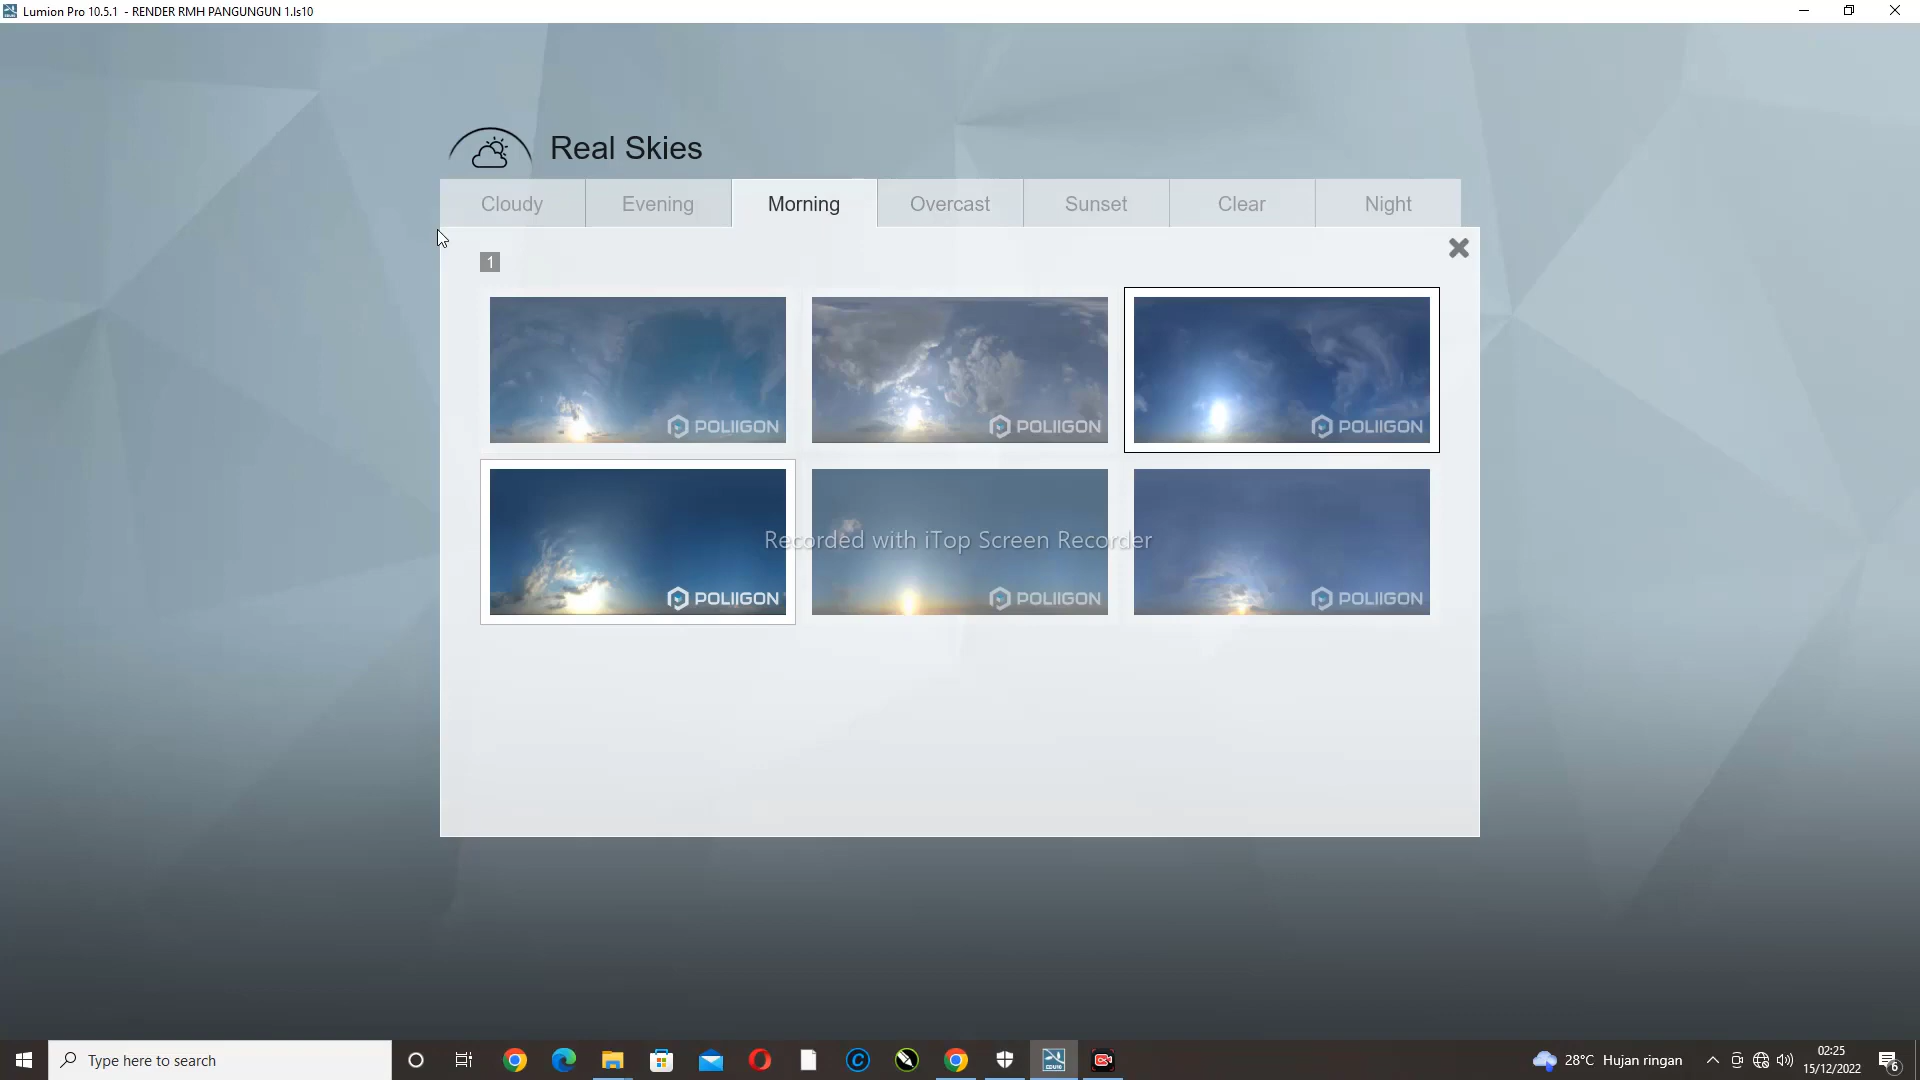 Lumion Pro 10.5.1 - RENDER RMH PANGUNGUN 1.ls10
Real Skies
Cloudy Evening Morning Overcast Sunset Clear Night
1
POLIIGON POLIIGON POLIIGON
POLIIGON POLIIGON POLIIGON
Recorded with iTop Screen Recorder
Type here to search
28°C Hujan ringan
02:25
15/12/2022
6